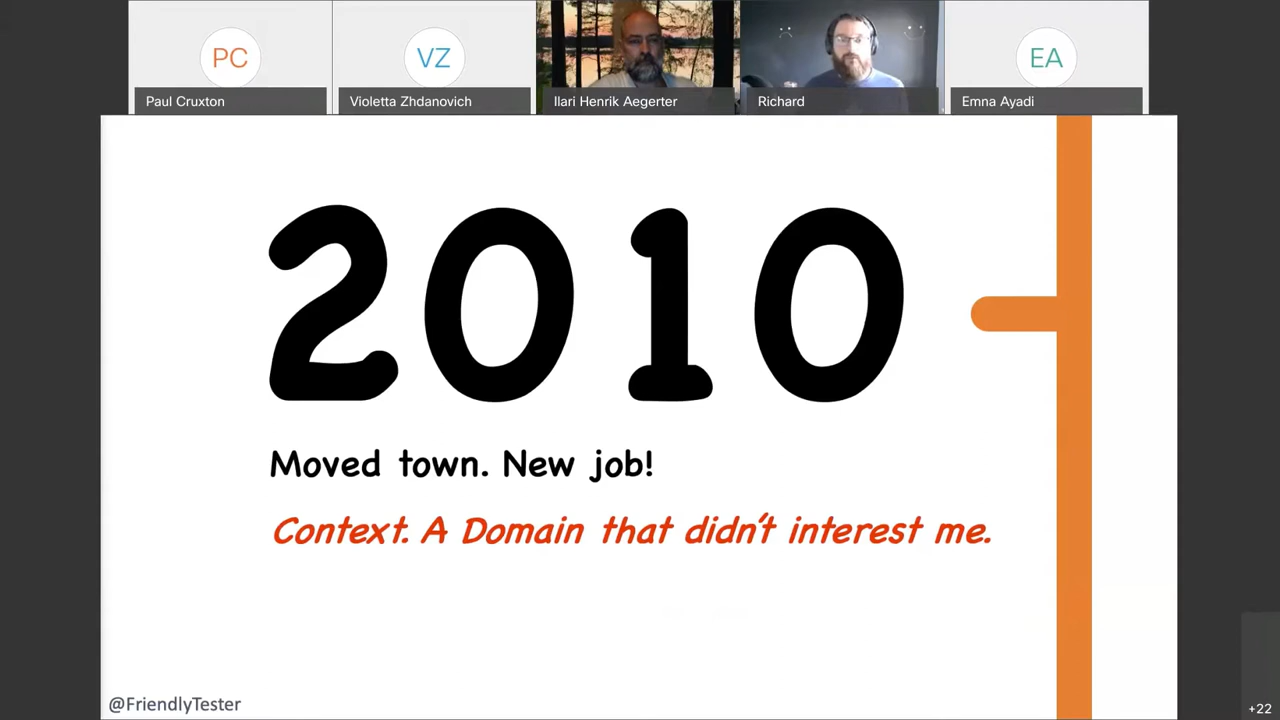 PC
VZ
EA
Paul Cruxton
Violetta Zhdanovich
Ilari Henrik Aegerter
Richard
Emna Ayadi
2010
Moved town. New job!
Context. A Domain that didn't interest me.
@FriendlyTester
+22